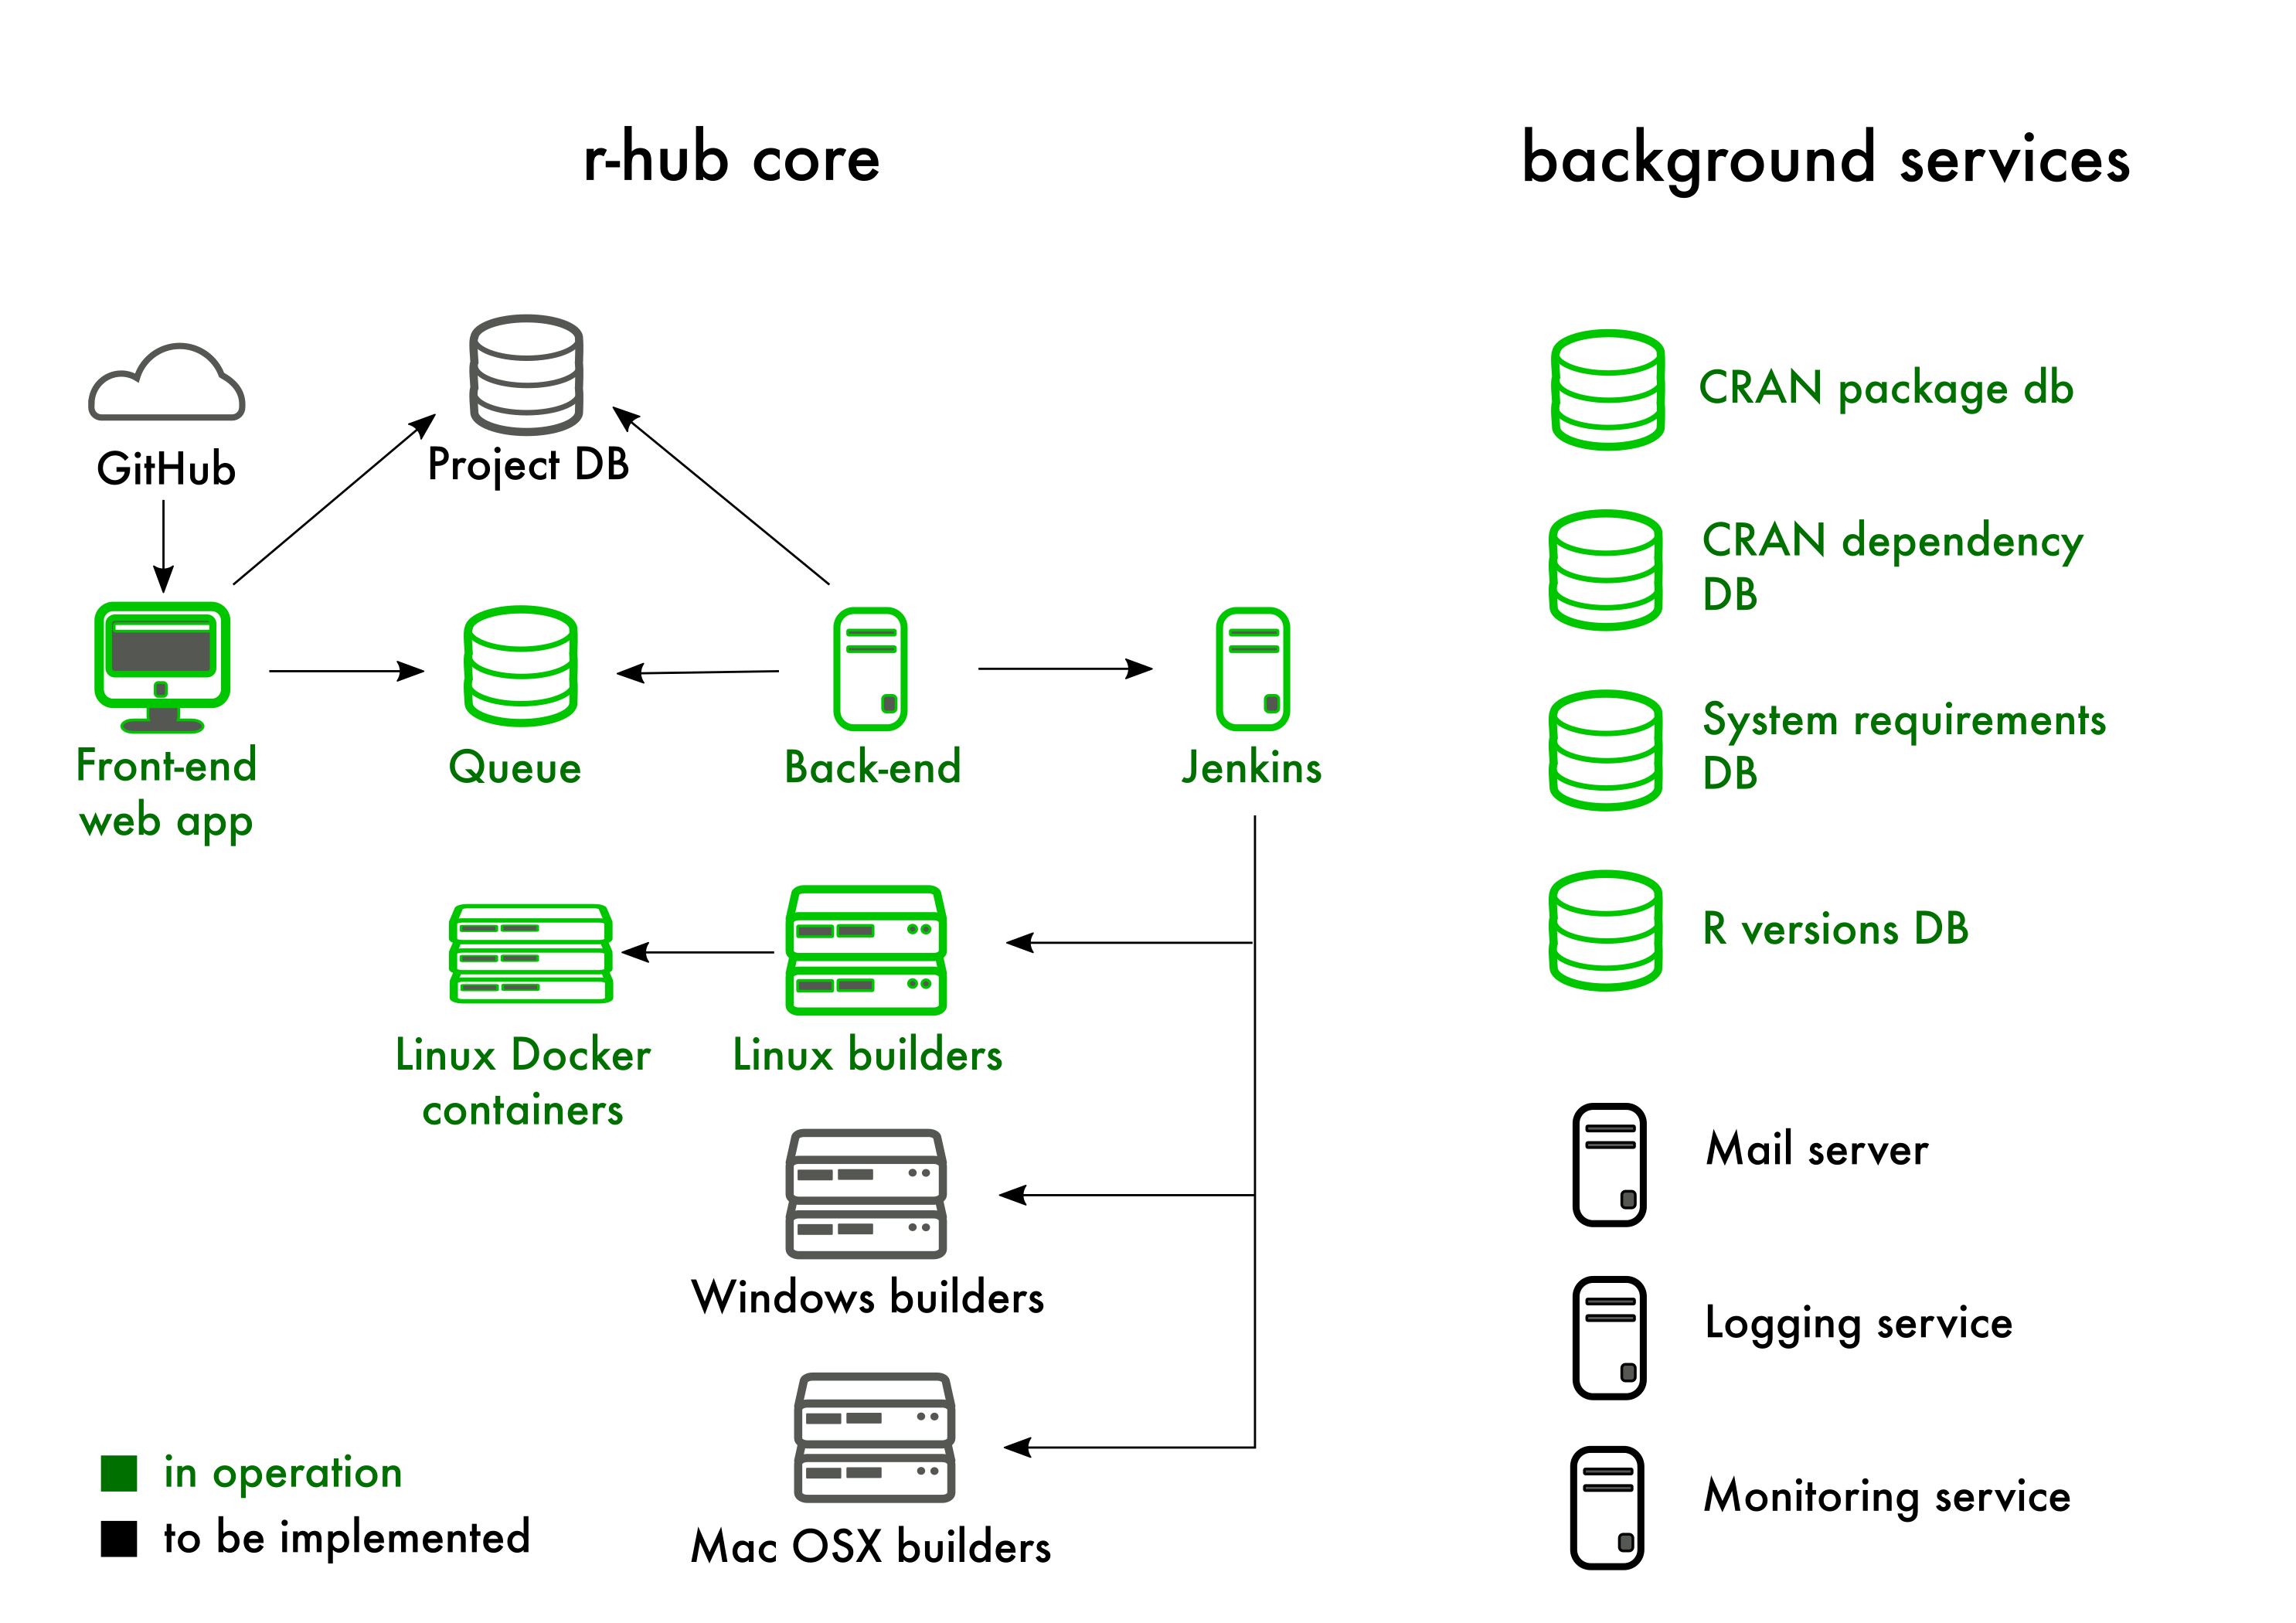 r-hub core
background services
GitHub
Project DB
Front-end
web app
Queue
Back-end
Jenkins
Linux Docker
containers
Linux builders
Windows builders
Mac OSX builders
in operation
to be implemented
CRAN package db
CRAN dependency
DB
System requirements
DB
R versions DB
Mail server
Logging service
Monitoring service